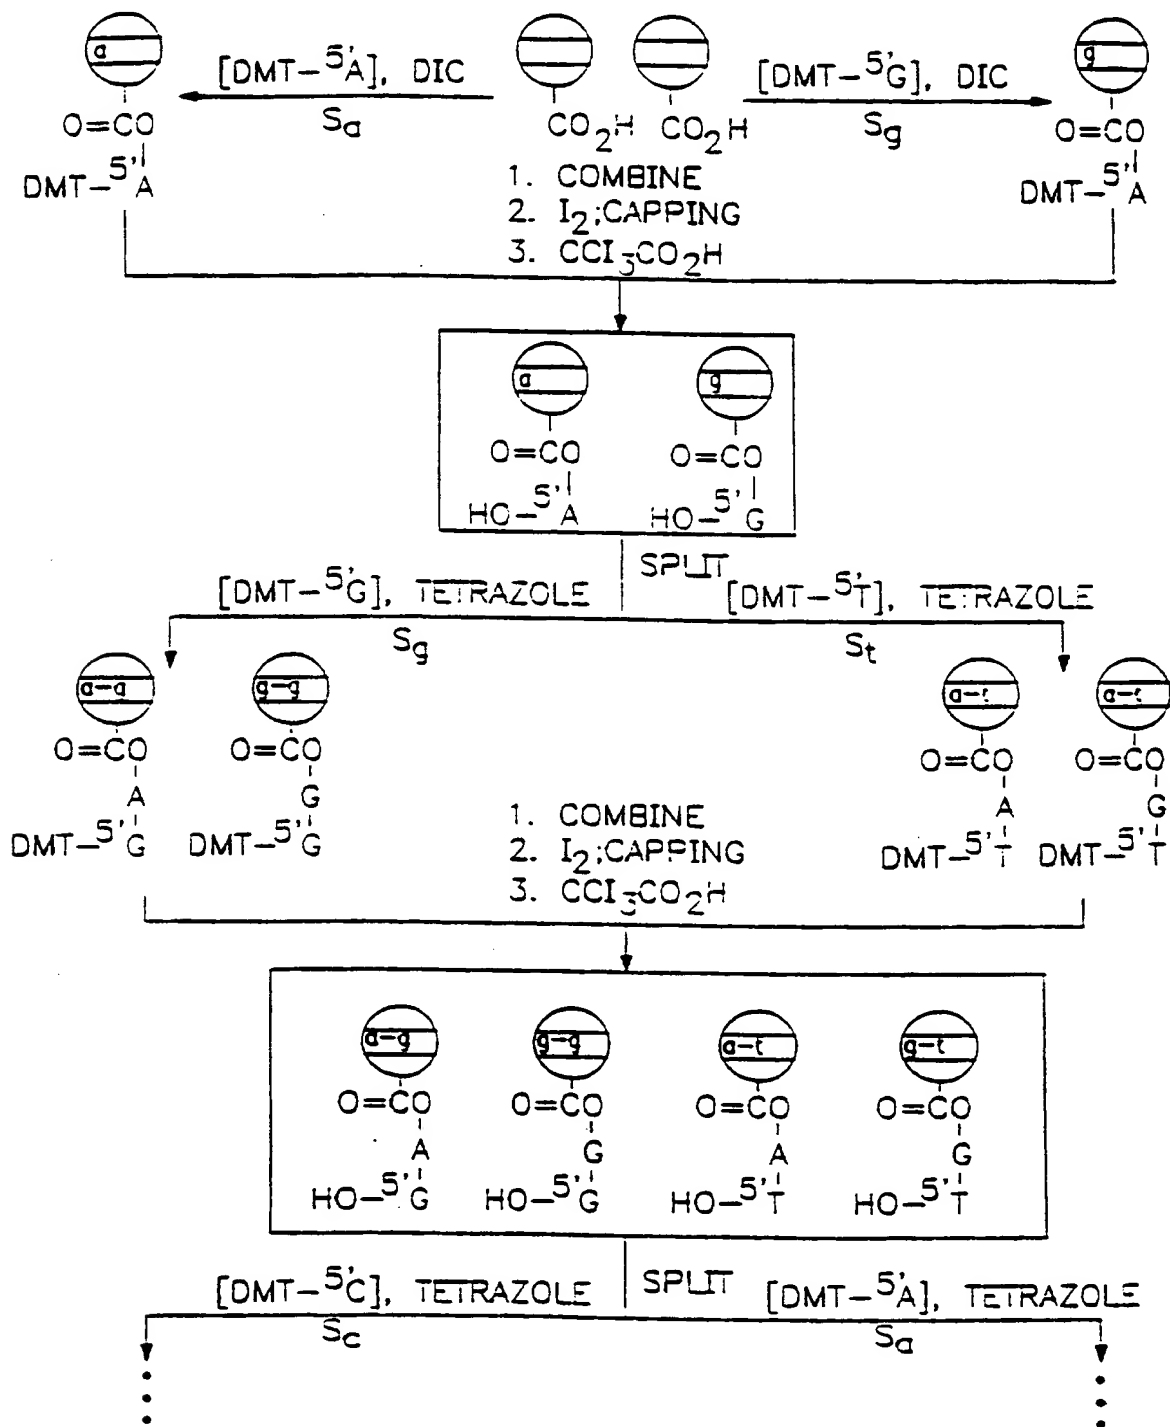 a
[DMT-5'A], DIC
Sa
[DMT-5'G], DIC
Sg
g
O=CO
DMT-5'A
CO2H
CO2H
O=CO
DMT-5'A
1. COMBINE
2. I2;CAPPING
3. CCl3CO2H
a
g
O=CO
O=CO
HO-5'A
HO-5'G
SPLIT
[DMT-5'G], TETRAZOLE
Sg
[DMT-5'T], TETRAZOLE
St
a-g
g-g
a-t
a-t
O=CO
O=CO
O=CO
O=CO
A
G
A
G
DMT-5'G
DMT-5'G
DMT-5'T
DMT-5'T
1. COMBINE
2. I2;CAPPING
3. CCl3CO2H
a-g
g-g
a-t
g-t
O=CO
O=CO
O=CO
O=CO
A
G
A
G
HO-5'G
HO-5'G
HO-5'T
HO-5'T
SPLIT
[DMT-5'C], TETRAZOLE
Sc
[DMT-5'A], TETRAZOLE
Sa